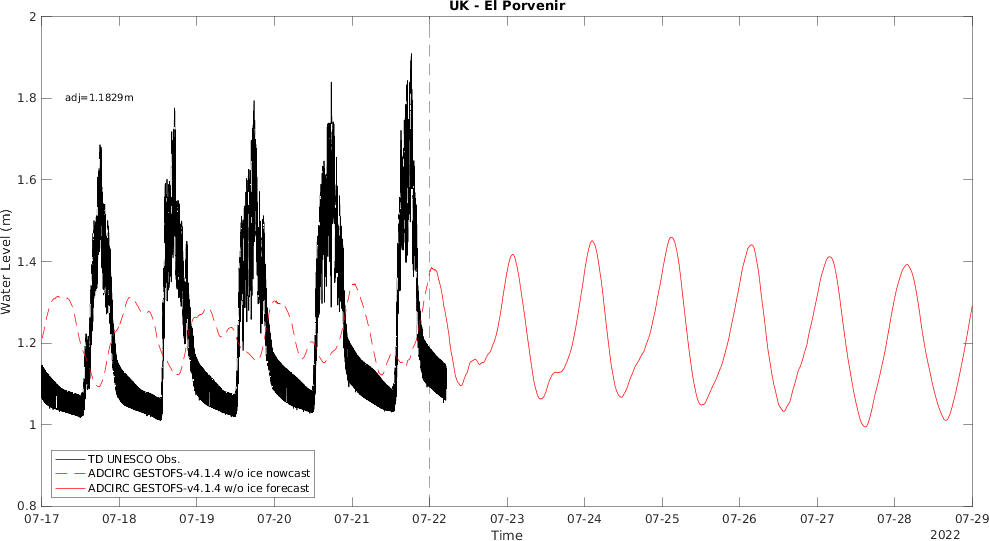 UK - El Porvenir
adj=1.1829m
Water Level (m)
2
1.8
1.6
1.4
1.2
1
0.8
TD UNESCO Obs.
ADCIRC GESTOFS-v4.1.4 w/o ice nowcast
ADCIRC GESTOFS-v4.1.4 w/o ice forecast
07-17 07-18 07-19 07-20 07-21 07-22 07-23 07-24 07-25 07-26 07-27 07-28 07-29
Time
2022